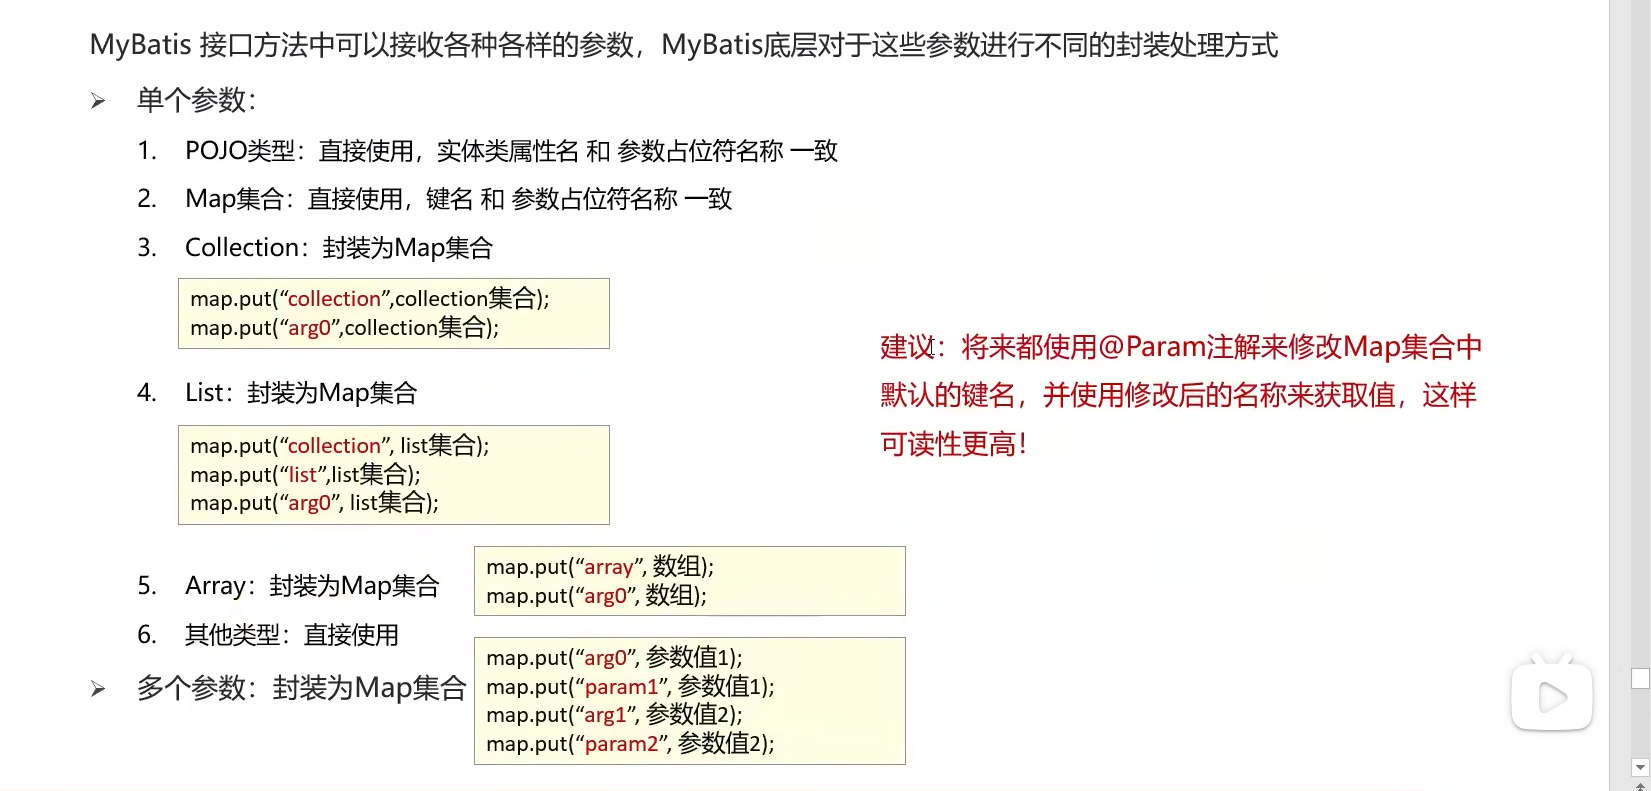 MyBatis 接口方法中可以接收各种各样的参数，MyBatis底层对于这些参数进行不同的封装处理方式
➢ 单个参数：
1. POJO类型：直接使用，实体类属性名 和 参数占位符名称 一致
2. Map集合：直接使用，键名 和 参数占位符名称 一致
3. Collection：封装为Map集合
map.put(“collection”,collection集合);
map.put(“arg0”,collection集合);
建议：将来都使用@Param注解来修改Map集合中
默认的键名，并使用修改后的名称来获取值，这样
可读性更高！
4. List：封装为Map集合
map.put(“collection”, list集合);
map.put(“list”,list集合);
map.put(“arg0”, list集合);
5. Array：封装为Map集合
map.put(“array”, 数组);
map.put(“arg0”, 数组);
6. 其他类型：直接使用
➢ 多个参数：封装为Map集合
map.put(“arg0”, 参数值1);
map.put(“param1”, 参数值1);
map.put(“arg1”, 参数值2);
map.put(“param2”, 参数值2);